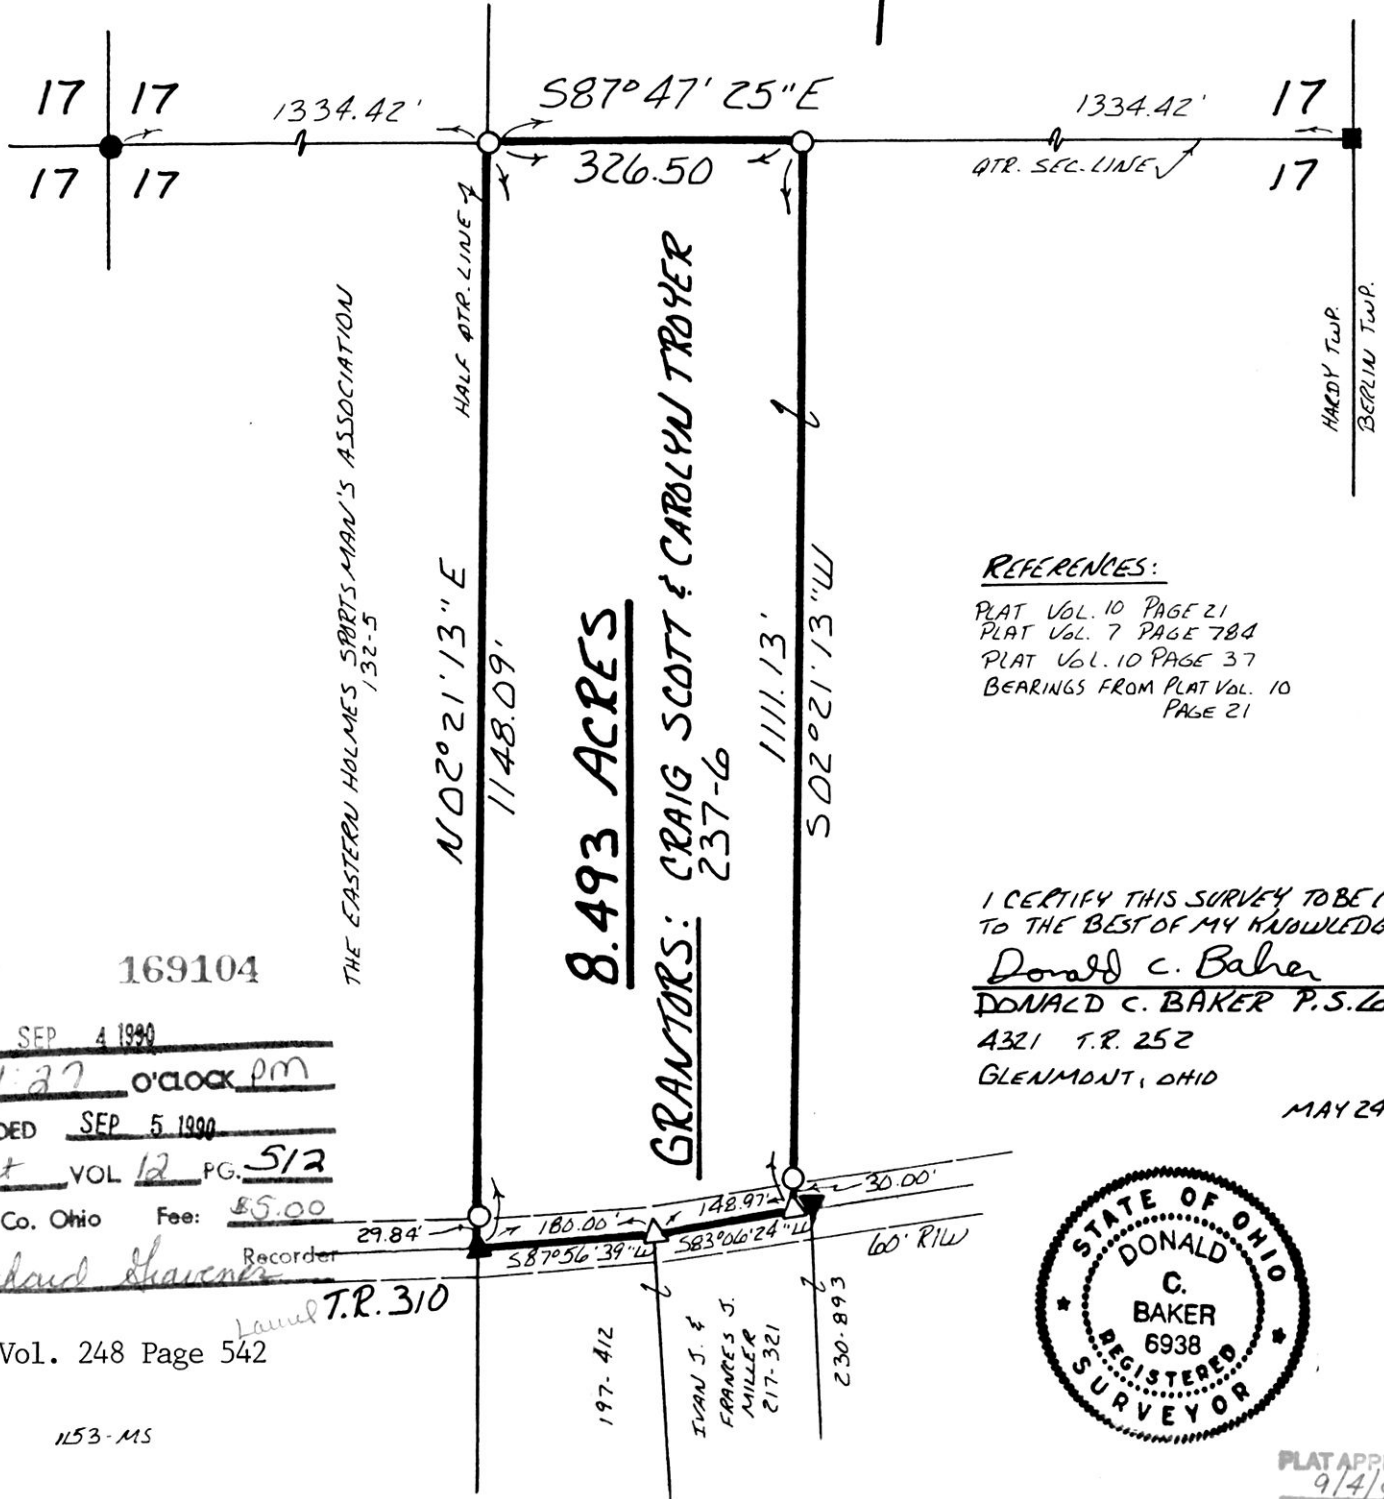 17 17
1334.42'
S87°47'25"E
1334.42'
17
17 17
326.50
QTR. SEC. LINE
17
HALF QTR. LINE
THE EASTERN HOLMES SPORTSMAN'S ASSOCIATION
132-5
N02°21'13"E
1148.09'
8.493 ACRES
GRANTORS: CRAIG SCOTT & CAROLYN TROYER
237-6
1111.13'
S02°21'13"W
HARDY TWP.
BERLIN TWP.
REFERENCES:
PLAT VOL. 10 PAGE 21
PLAT VOL. 7 PAGE 784
PLAT VOL. 10 PAGE 37
BEARINGS FROM PLAT VOL. 10
PAGE 21
I CERTIFY THIS SURVEY TO BE
TO THE BEST OF MY KNOWLEDG
Donald C. Baker
DONALD C. BAKER P.S.
4321 T.R. 252
GLENMONT, OHIO
MAY 24
169104
SEP 4 1990
:27 O'CLOCK PM
DED SEP 5 1990
VOL 12 PG. 512
Co. Ohio Fee: $5.00
Recorder
29.84'
180.00'
148.97'
30.00'
S87°56'39"W
S83°06'24"W
60' R/W
Laurel T.R. 310
Vol. 248 Page 542
1153-MS
197-412
IVAN J. &
FRANCES J.
MILLER
217-321
230-893
STATE OF OHIO
DONALD
C.
BAKER
6938
REGISTERED
SURVEYOR
PLAT APP
9/4/